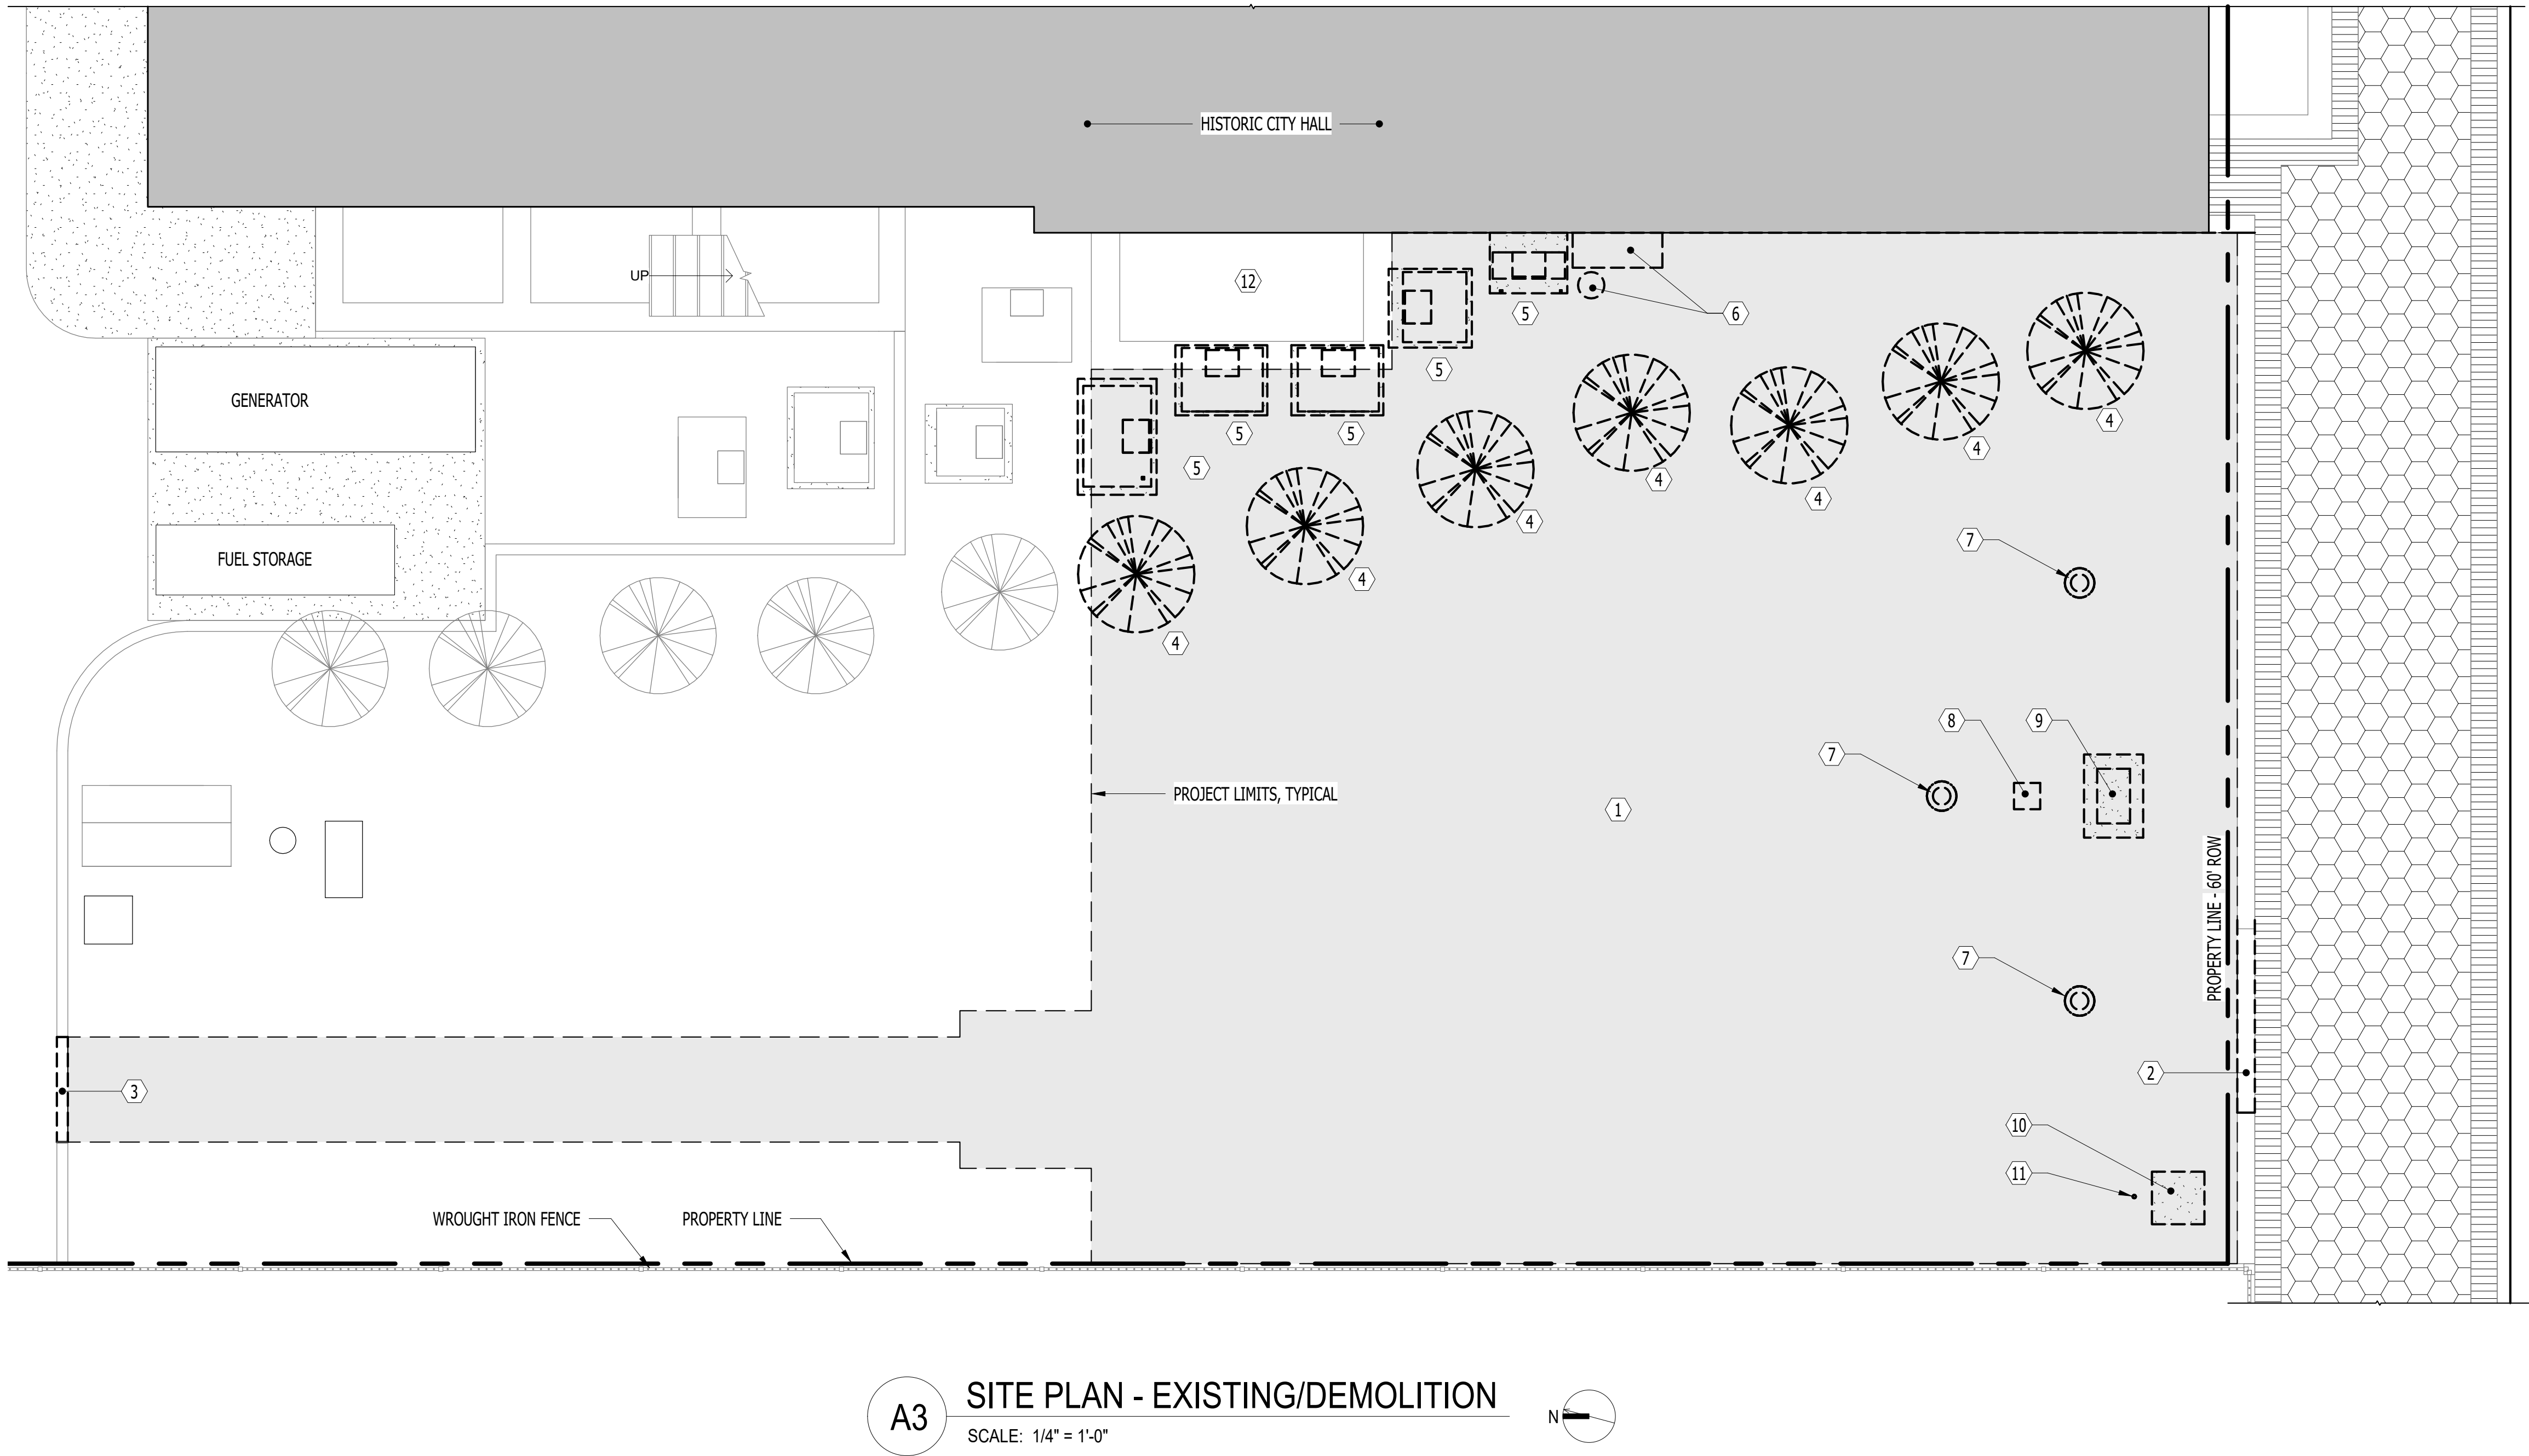 HISTORIC CITY HALL
UP
12
5
6
5
GENERATOR
5
5
4
4
5
4
4
4
FUEL STORAGE
7
4
4
8
9
7
PROJECT LIMITS, TYPICAL
1
PROPERTY LINE - 60' ROW
7
2
3
10
11
WROUGHT IRON FENCE
PROPERTY LINE
A3
SITE PLAN - EXISTING/DEMOLITION
SCALE: 1/4" = 1'-0"
N